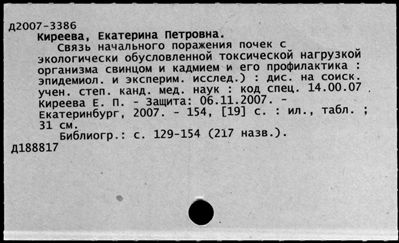 д2007-3386
Киреева, Екатерина Петровна.
Связь начального поражения почек с
экологически обусловленной токсической нагрузкой
организма свинцом и кадмием и его профилактика :
эпидемиол. и эксперим. исслед.) : дис. на соиск.
учен. степ. канд. мед. наук : код спец. 14.00.07
Киреева Е. П. - Защита: 06.11.2007. -
Екатеринбург, 2007. - 154, [19] с. : ил., табл. ;
31 см.
Библиогр.: с. 129-154 (217 назв.).
Д188817